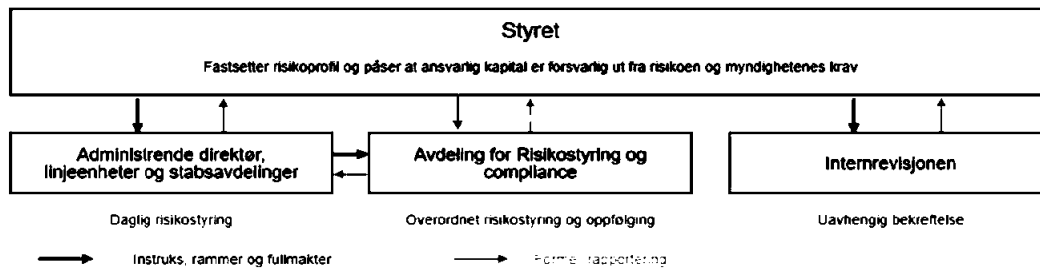 Styret
Fastsetter risikoprofil og påser at ansvarlig kapital er forsvarlig ut fra risikoen og myndighetenes krav
Administrende direktør,
linjeenheter og stabsavdelinger
Avdeling for Risikostyring og
compliance
Internrevisjonen
Daglig risikostyring
Overordnet risikostyring og oppfølging
Uavhengig bekreftelse
Instruks, rammer og fullmakter
rapportering